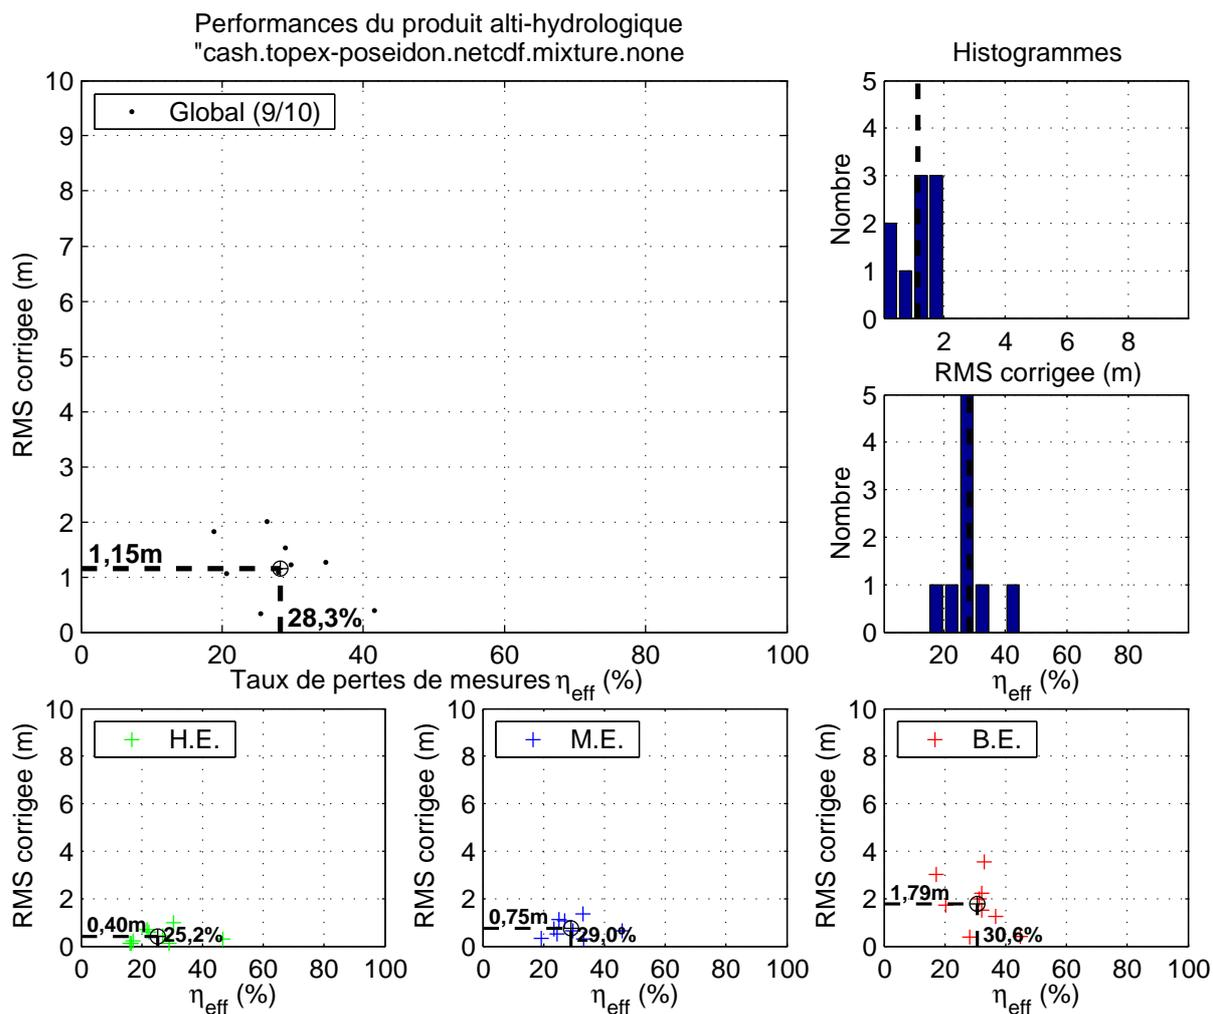 Performances du produit alti-hydrologique
"cash.topex-poseidon.netcdf.mixture.none
Global (9/10)
10
9
8
7
6
5
4
3
2
1
0
RMS corrigee (m)
1,15m
28,3%
0 20 40 60 80 100
Taux de pertes de mesures ηeff (%)
Histogrammes
5
4
3
2
1
0
Nombre
2 4 6 8
RMS corrigee (m)
5
4
3
2
1
0
Nombre
20 40 60 80
ηeff (%)
H.E.
10
8
6
4
2
0
RMS corrigee (m)
0,40m
25,2%
0 20 40 60 80 100
ηeff (%)
M.E.
10
8
6
4
2
0
RMS corrigee (m)
0,75m
29,0%
0 20 40 60 80 100
ηeff (%)
B.E.
10
8
6
4
2
0
RMS corrigee (m)
1,79m
30,6%
0 20 40 60 80 100
ηeff (%)